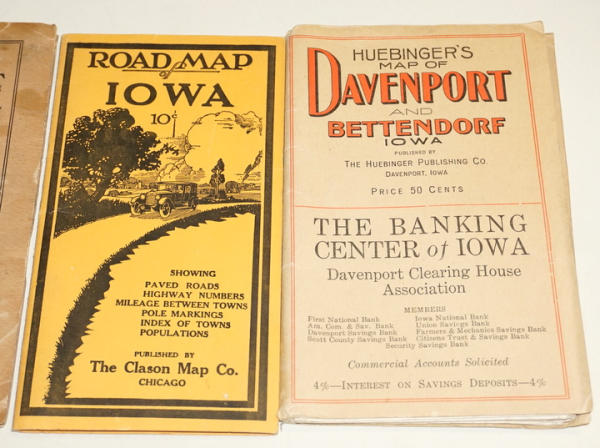 ROAD MAP
of
IOWA
10¢
SHOWING
PAVED ROADS
HIGHWAY NUMBERS
MILEAGE BETWEEN TOWNS
POLE MARKINGS
INDEX OF TOWNS
POPULATIONS
PUBLISHED BY
The Clason Map Co.
CHICAGO
HUEBINGER'S
MAP OF
DAVENPORT
AND
BETTENDORF
IOWA
PUBLISHED BY
THE HUEBINGER PUBLISHING CO.
DAVENPORT, IOWA
PRICE 50 CENTS
THE BANKING
CENTER of IOWA
Davenport Clearing House
Association
MEMBERS
First National Bank
Am. Com. & Sav. Bank
Davenport Savings Bank
Scott County Savings Bank
Iowa National Bank
Union Savings Bank
Farmers & Mechanics Savings Bank
Citizens Trust & Savings Bank
Security Savings Bank
Commercial Accounts Solicited
4%—INTEREST ON SAVINGS DEPOSITS—4%